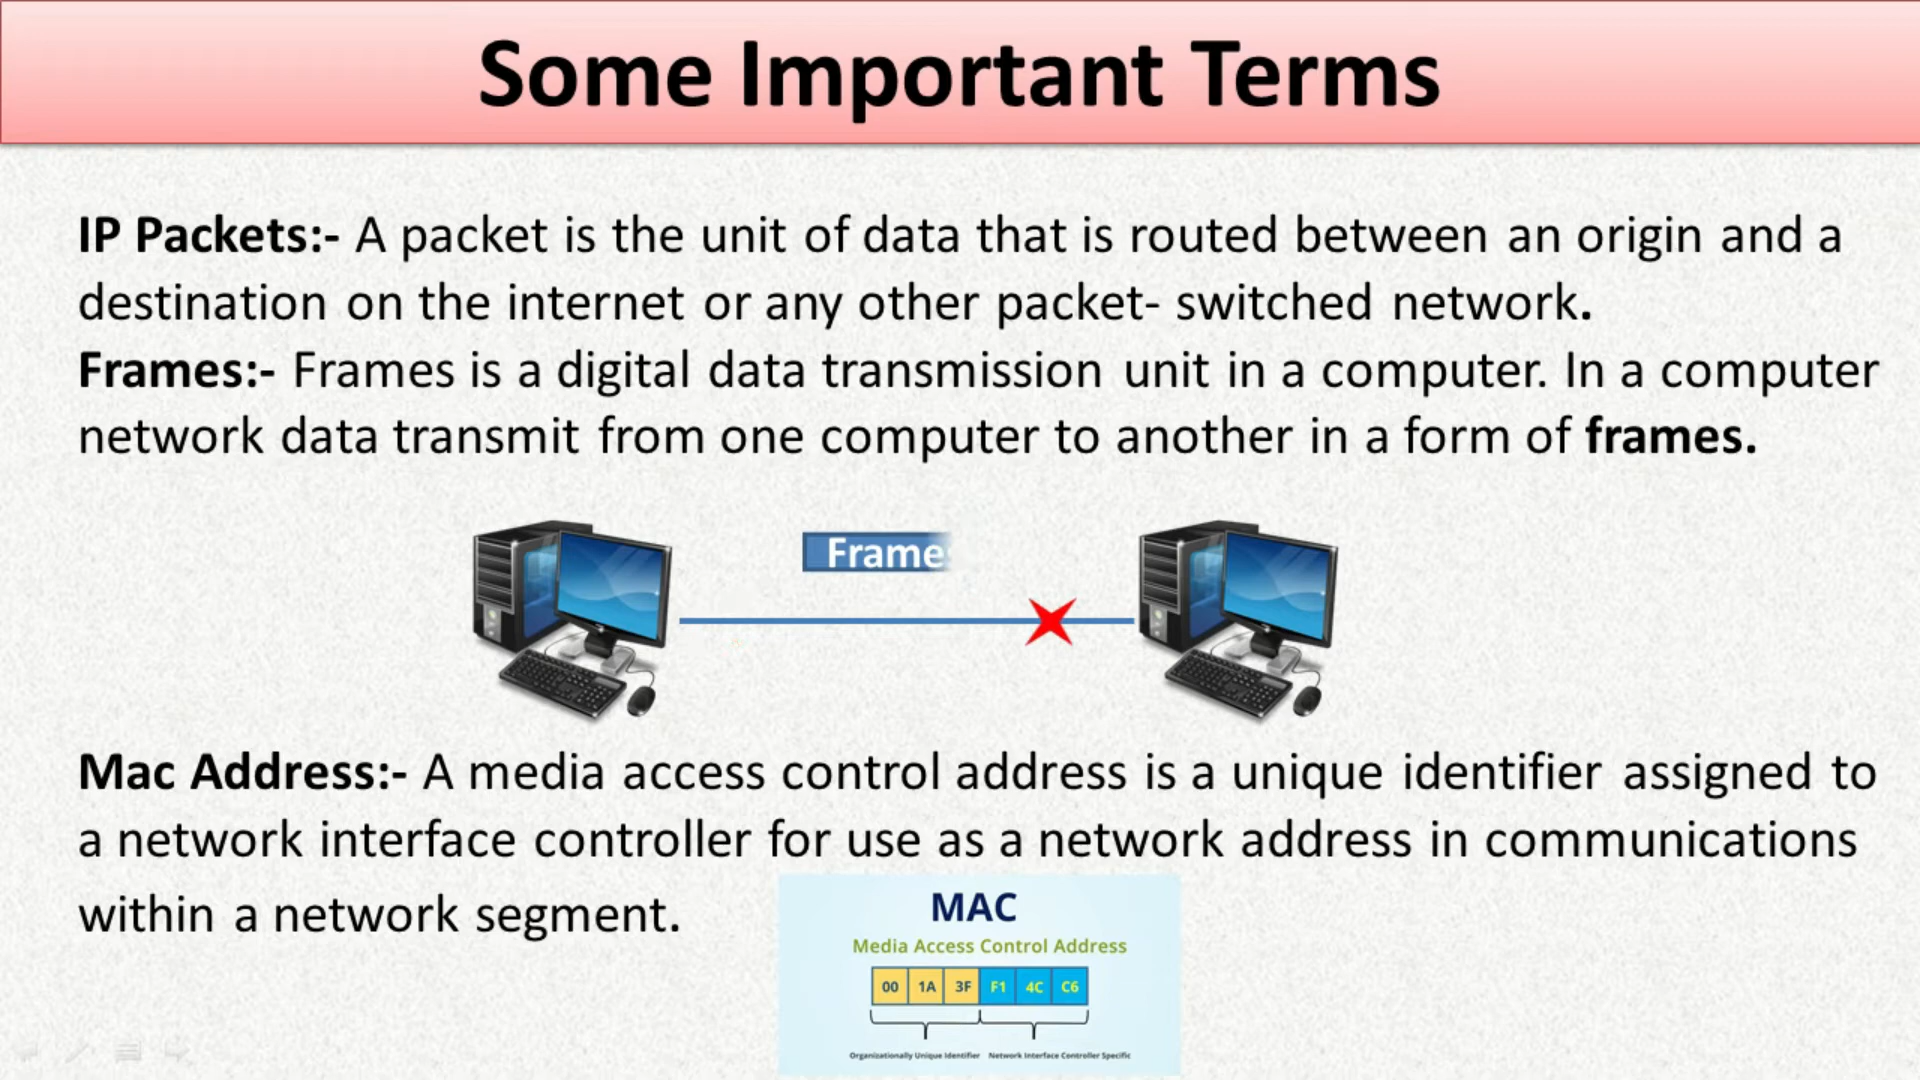 Some Important Terms
IP Packets:- A packet is the unit of data that is routed between an origin and a
destination on the internet or any other packet- switched network.
Frames:- Frames is a digital data transmission unit in a computer. In a computer
network data transmit from one computer to another in a form of frames.
Frames
Mac Address:- A media access control address is a unique identifier assigned to
a network interface controller for use as a network address in communications
within a network segment.
MAC
Media Access Control Address
00 1A 3F F1 4C C6
Organizationally Unique Identifier Network Interface Controller Specific